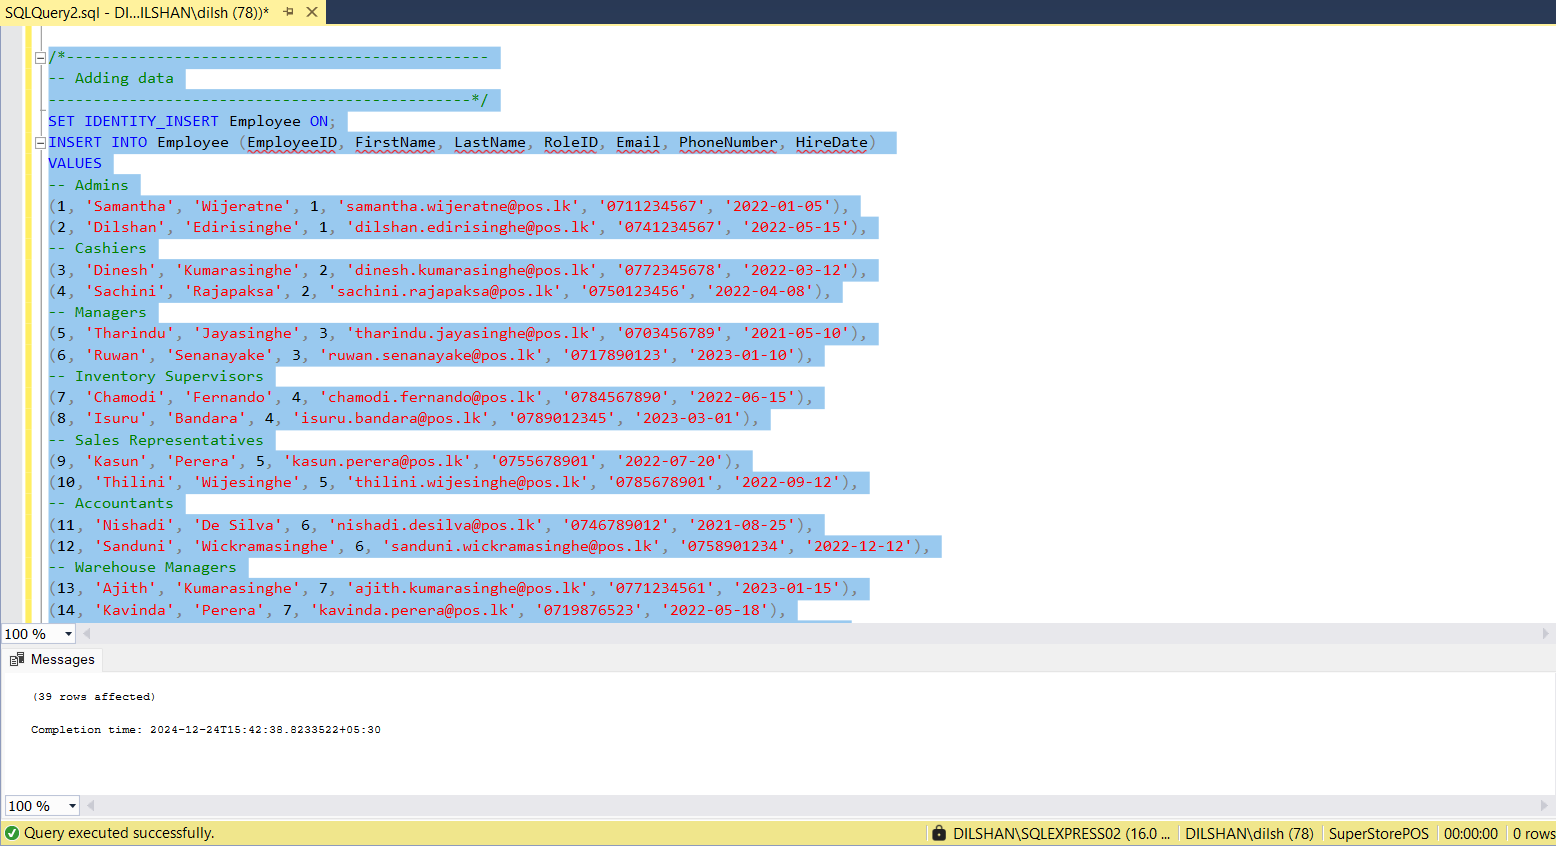 SQLQuery2.sql - DI...ILSHAN\dilsh (78))*
/*-----------------------------------------------
-- Adding data
-----------------------------------------------*/
SET IDENTITY_INSERT Employee ON;
INSERT INTO Employee (EmployeeID, FirstName, LastName, RoleID, Email, PhoneNumber, HireDate)
VALUES
-- Admins
(1, 'Samantha', 'Wijeratne', 1, 'samantha.wijeratne@pos.lk', '0711234567', '2022-01-05'),
(2, 'Dilshan', 'Edirisinghe', 1, 'dilshan.edirisinghe@pos.lk', '0741234567', '2022-05-15'),
-- Cashiers
(3, 'Dinesh', 'Kumarasinghe', 2, 'dinesh.kumarasinghe@pos.lk', '0772345678', '2022-03-12'),
(4, 'Sachini', 'Rajapaksa', 2, 'sachini.rajapaksa@pos.lk', '0750123456', '2022-04-08'),
-- Managers
(5, 'Tharindu', 'Jayasinghe', 3, 'tharindu.jayasinghe@pos.lk', '0703456789', '2021-05-10'),
(6, 'Ruwan', 'Senanayake', 3, 'ruwan.senanayake@pos.lk', '0717890123', '2023-01-10'),
-- Inventory Supervisors
(7, 'Chamodi', 'Fernando', 4, 'chamodi.fernando@pos.lk', '0784567890', '2022-06-15'),
(8, 'Isuru', 'Bandara', 4, 'isuru.bandara@pos.lk', '0789012345', '2023-03-01'),
-- Sales Representatives
(9, 'Kasun', 'Perera', 5, 'kasun.perera@pos.lk', '0755678901', '2022-07-20'),
(10, 'Thilini', 'Wijesinghe', 5, 'thilini.wijesinghe@pos.lk', '0785678901', '2022-09-12'),
-- Accountants
(11, 'Nishadi', 'De Silva', 6, 'nishadi.desilva@pos.lk', '0746789012', '2021-08-25'),
(12, 'Sanduni', 'Wickramasinghe', 6, 'sanduni.wickramasinghe@pos.lk', '0758901234', '2022-12-12'),
-- Warehouse Managers
(13, 'Ajith', 'Kumarasinghe', 7, 'ajith.kumarasinghe@pos.lk', '0771234561', '2023-01-15'),
(14, 'Kavinda', 'Perera', 7, 'kavinda.perera@pos.lk', '0719876523', '2022-05-18'),
100 %
Messages
(39 rows affected)
Completion time: 2024-12-24T15:42:38.8233522+05:30
100 %
Query executed successfully.
DILSHAN\SQLEXPRESS02 (16.0 ...
DILSHAN\dilsh (78)
SuperStorePOS
00:00:00
0 rows